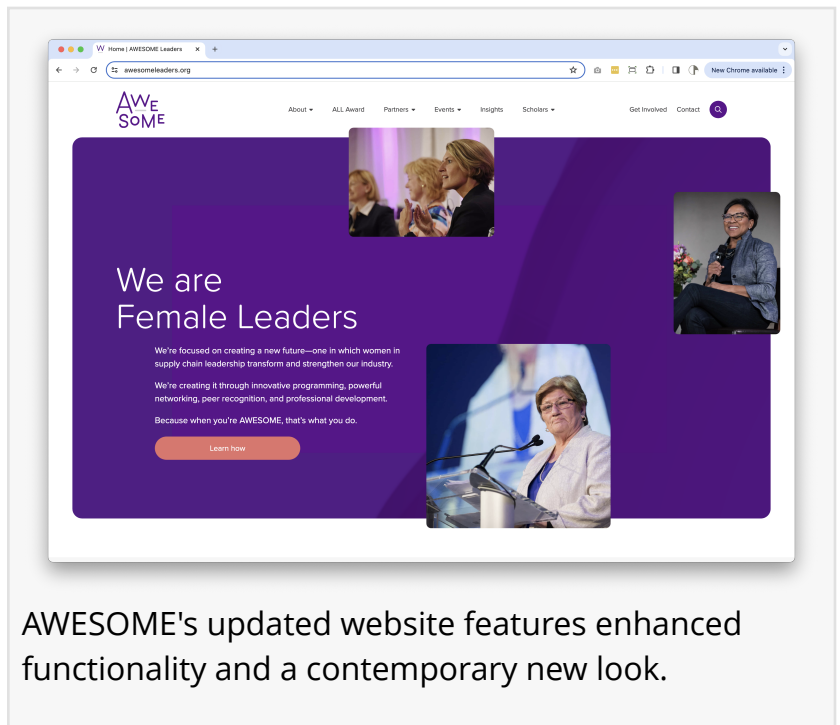 Home | AWESOME Leaders
awesomeleaders.org
New Chrome available
AWE
SOME
About
ALL Award
Partners
Events
Insights
Scholars
Get Involved
Contact
We are
Female Leaders
We're focused on creating a new future—one in which women in
supply chain leadership transform and strengthen our industry.
We're creating it through innovative programming, powerful
networking, peer recognition, and professional development.
Because when you're AWESOME, that's what you do.
Learn how
AWESOME's updated website features enhanced
functionality and a contemporary new look.